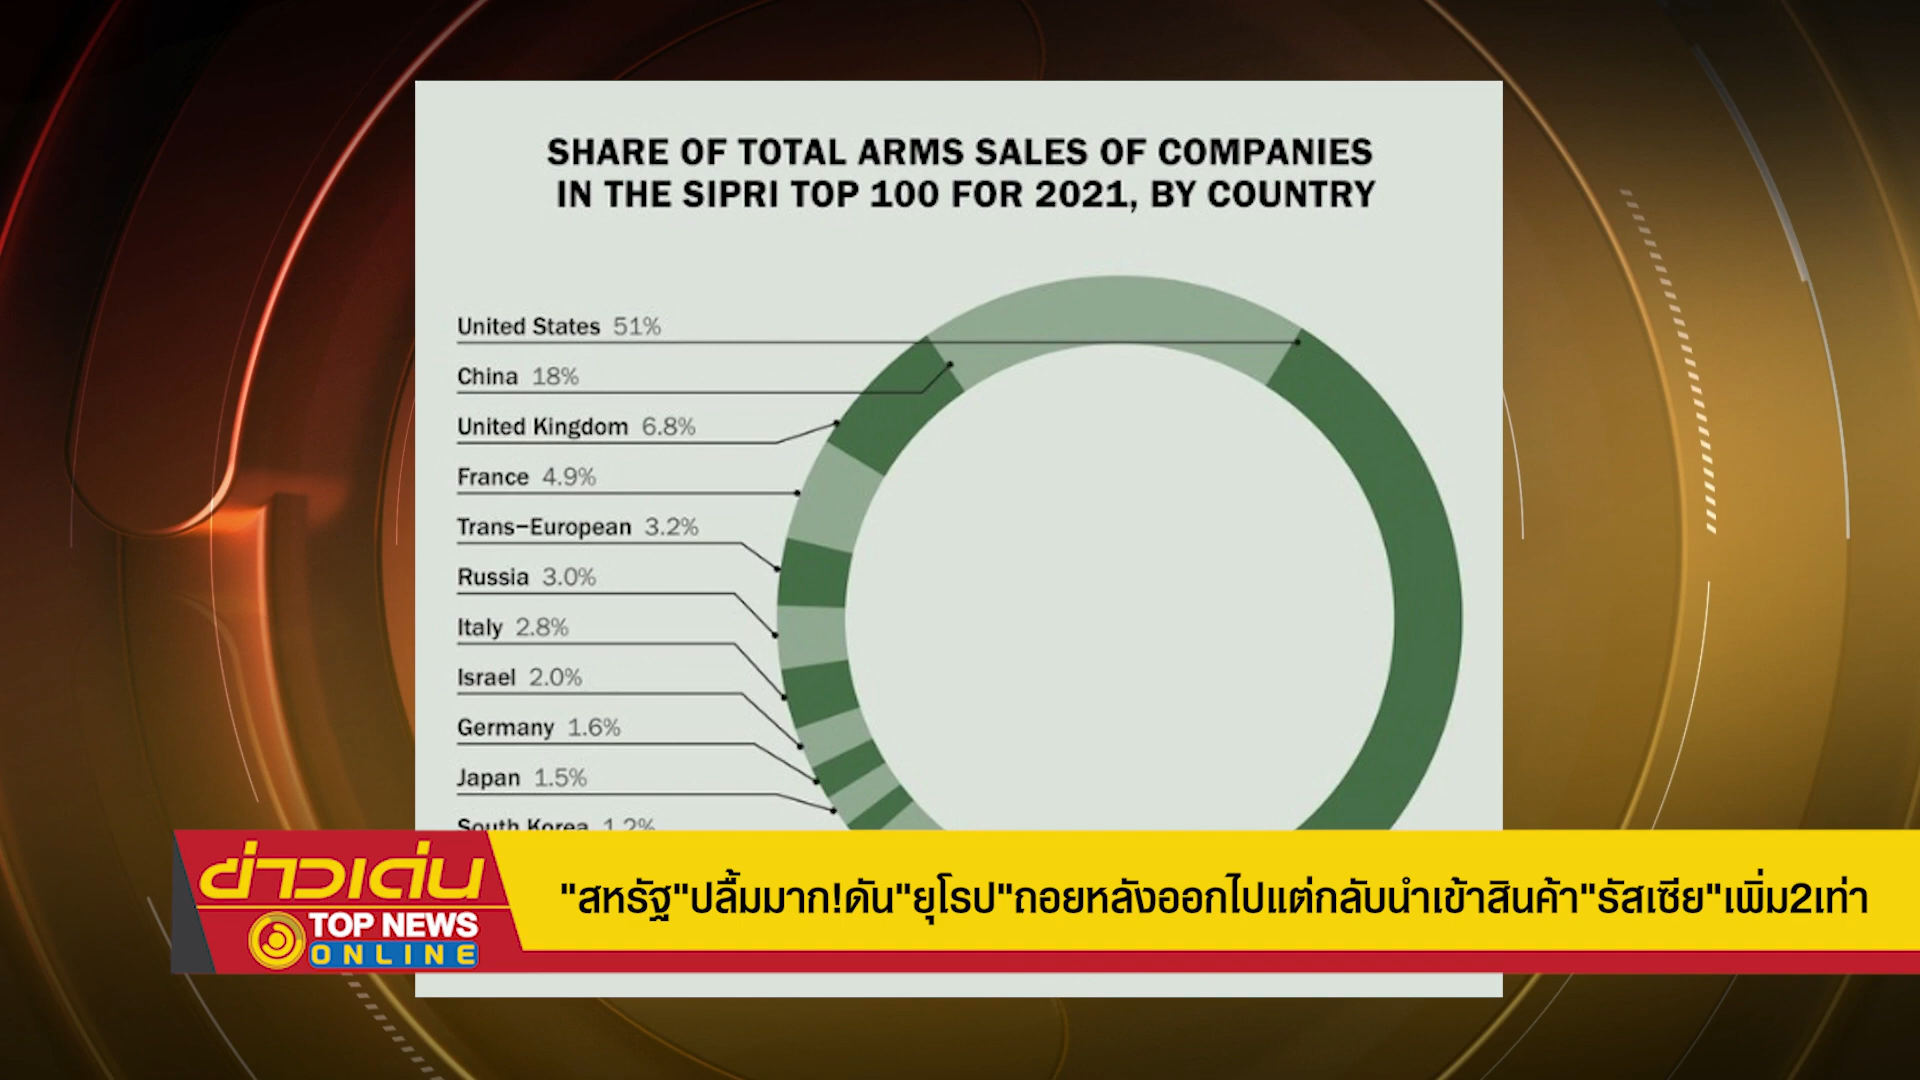 SHARE OF TOTAL ARMS SALES OF COMPANIES
IN THE SIPRI TOP 100 FOR 2021, BY COUNTRY
United States 51%
China 18%
United Kingdom 6.8%
France 4.9%
Trans-European 3.2%
Russia 3.0%
Italy 2.8%
Israel 2.0%
Germany 1.6%
Japan 1.5%
South Korea 1.2%
ข่าวเด่น
TOP NEWS
ONLINE
"สหรัฐ"ปลื้มมาก!ดัน"ยุโรป"ถอยหลังออกไปแต่กลับนำเข้าสินค้า"รัสเซีย"เพิ่ม2เท่า